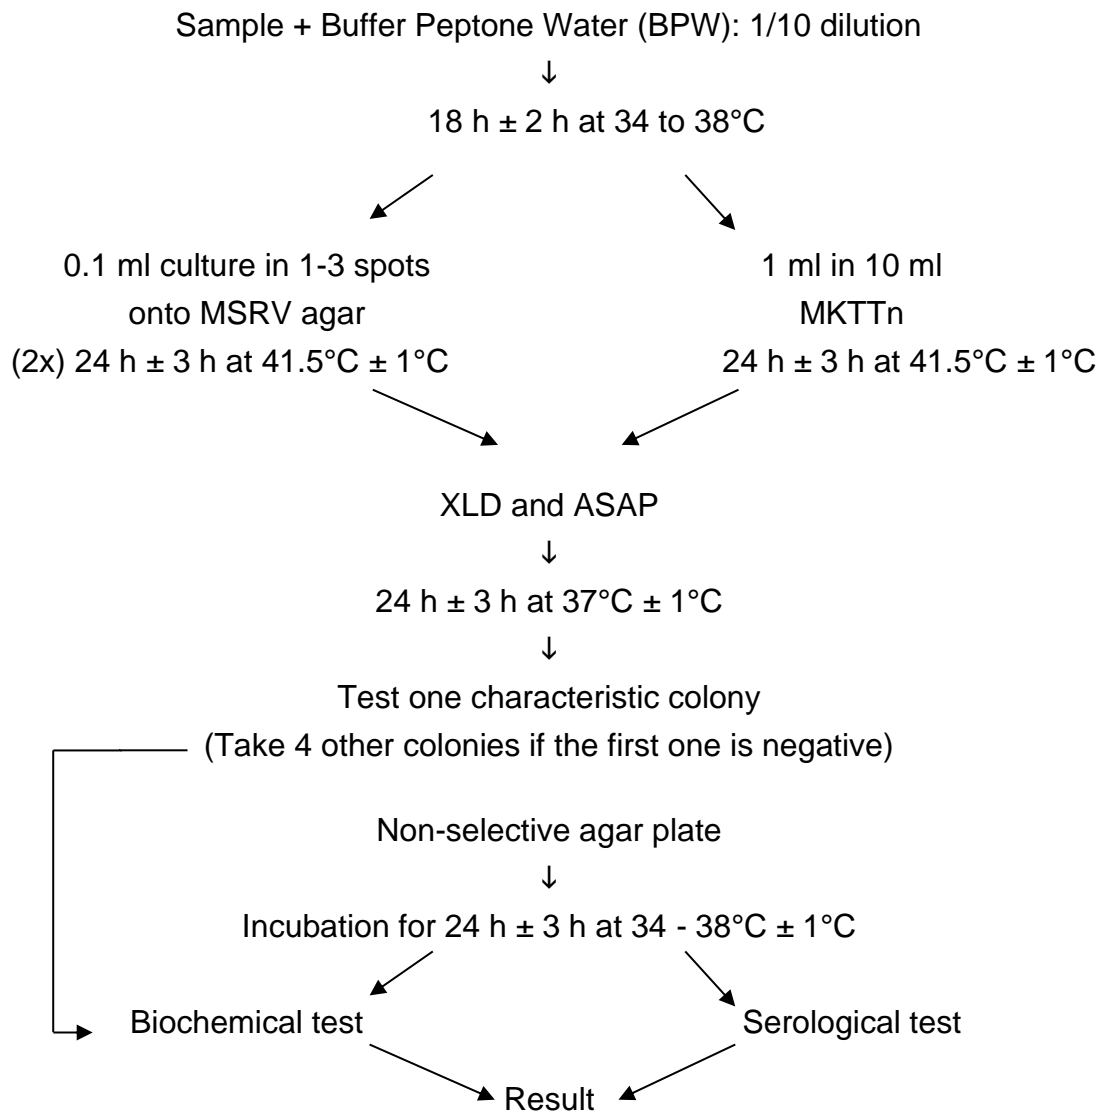 Sample + Buffer Peptone Water (BPW): 1/10 dilution
↓
18 h ± 2 h at 34 to 38°C
0.1 ml culture in 1-3 spots
onto MSRV agar
(2x) 24 h ± 3 h at 41.5°C ± 1°C
1 ml in 10 ml
MKTTn
24 h ± 3 h at 41.5°C ± 1°C
XLD and ASAP
↓
24 h ± 3 h at 37°C ± 1°C
↓
Test one characteristic colony
(Take 4 other colonies if the first one is negative)
Non-selective agar plate
↓
Incubation for 24 h ± 3 h at 34 - 38°C ± 1°C
Biochemical test
Serological test
Result